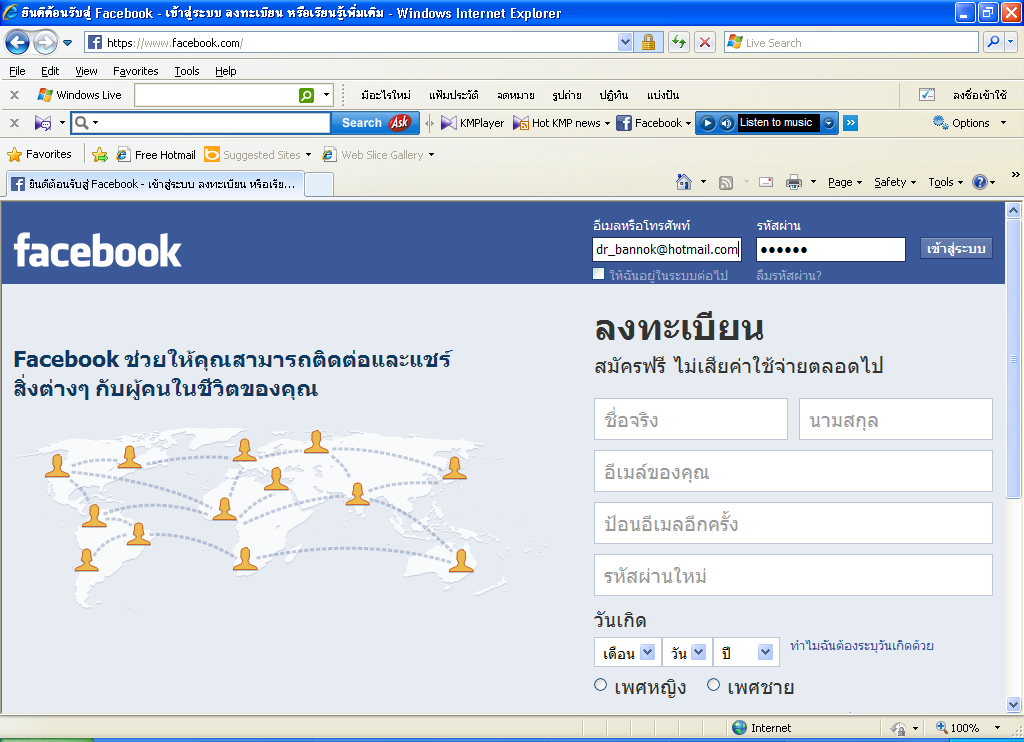 ยินดีต้อนรับสู่ Facebook - เข้าสู่ระบบ ลงทะเบียน หรือเรียนรู้เพิ่มเติม - Windows Internet Explorer
https://www.facebook.com/
Live Search
File Edit View Favorites Tools Help
Windows Live มีอะไรใหม่ แฟ้มประวัติ จดหมาย รูปถ่าย ปฏิทิน แบ่งปัน ลงชื่อเข้าใช้
Search Ask KMPlayer Hot KMP news Facebook Listen to music Options
Favorites Free Hotmail Suggested Sites Web Slice Gallery
ยินดีต้อนรับสู่ Facebook - เข้าสู่ระบบ ลงทะเบียน หรือเรีย... Page Safety Tools
อีเมลหรือโทรศัพท์ รหัสผ่าน
facebook dr_bannok@hotmail.com •••••• เข้าสู่ระบบ
ให้ฉันอยู่ในระบบต่อไป ลืมรหัสผ่าน?
Facebook ช่วยให้คุณสามารถติดต่อและแชร์
สิ่งต่างๆ กับผู้คนในชีวิตของคุณ
ลงทะเบียน
สมัครฟรี ไม่เสียค่าใช้จ่ายตลอดไป
ชื่อจริง นามสกุล
อีเมล์ของคุณ
ป้อนอีเมลอีกครั้ง
รหัสผ่านใหม่
วันเกิด
เดือน วัน ปี ทำไมฉันต้องระบุวันเกิดด้วย
เพศหญิง เพศชาย
Internet 100%